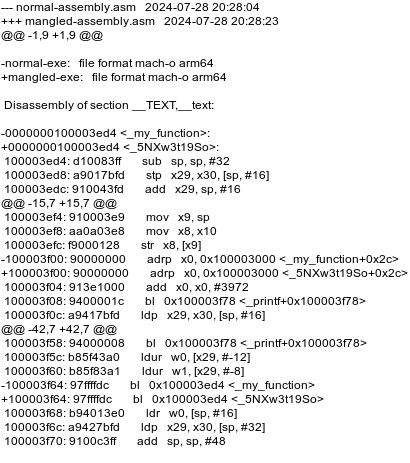 --- normal-assembly.asm 2024-07-28 20:28:04
+++ mangled-assembly.asm 2024-07-28 20:28:23
@@ -1,9 +1,9 @@

-normal-exe: file format mach-o arm64
+mangled-exe: file format mach-o arm64

Disassembly of section __TEXT,__text:

-0000000100003ed4 <_my_function>:
+0000000100003ed4 <_5NXw3t19So>:
100003ed4: d10083ff sub sp, sp, #32
100003ed8: a9017bfd stp x29, x30, [sp, #16]
100003edc: 910043fd add x29, sp, #16
@@ -15,7 +15,7 @@
100003ef4: 910003e9 mov x9, sp
100003ef8: aa0a03e8 mov x8, x10
100003efc: f9000128 str x8, [x9]
-100003f00: 90000000 adrp x0, 0x100003000 <_my_function+0x2c>
+100003f00: 90000000 adrp x0, 0x100003000 <_5NXw3t19So+0x2c>
100003f04: 913e1000 add x0, x0, #3972
100003f08: 9400001c bl 0x100003f78 <_printf+0x100003f78>
100003f0c: a9417bfd ldp x29, x30, [sp, #16]
@@ -42,7 +42,7 @@
100003f58: 94000008 bl 0x100003f78 <_printf+0x100003f78>
100003f5c: b85f43a0 ldur w0, [x29, #-12]
100003f60: b85f83a1 ldur w1, [x29, #-8]
-100003f64: 97ffffdc bl 0x100003ed4 <_my_function>
+100003f64: 97ffffdc bl 0x100003ed4 <_5NXw3t19So>
100003f68: b94013e0 ldr w0, [sp, #16]
100003f6c: a9427bfd ldp x29, x30, [sp, #32]
100003f70: 9100c3ff add sp, sp, #48